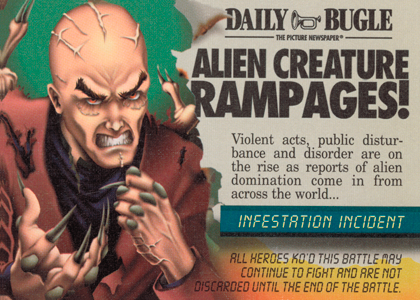 DAILY BUGLE
THE PICTURE NEWSPAPER®
ALIEN CREATURE
RAMPAGES!
Violent acts, public distur-
bance and disorder are on
the rise as reports of alien
domination come in from
across the world...
INFESTATION INCIDENT
ALL HEROES KO'D THIS BATTLE MAY
CONTINUE TO FIGHT AND ARE NOT
DISCARDED UNTIL THE END OF THE BATTLE.